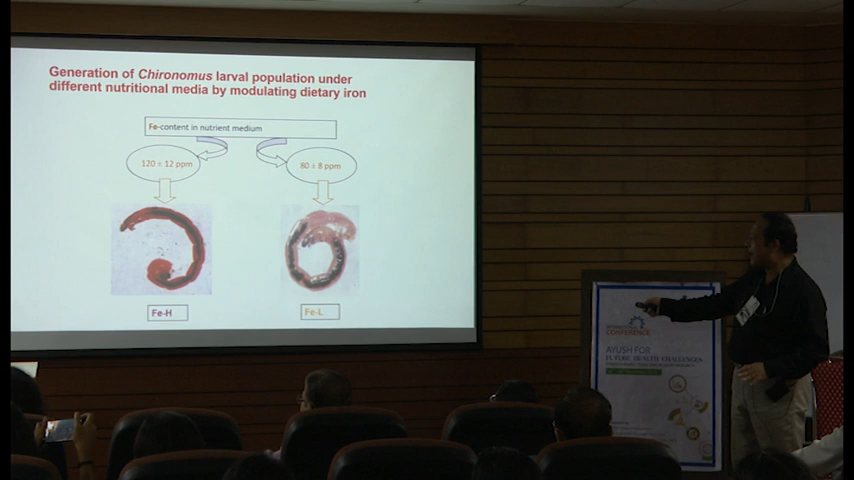 Generation of Chironomus larval population under
different nutritional media by modulating dietary iron
Fe-content in nutrient medium
120 ± 12 ppm
80 ± 8 ppm
Fe-H
Fe-L
INTERNATIONAL
CONFERENCE
AYUSH FOR
FUTURE HEALTH CHALLENGES